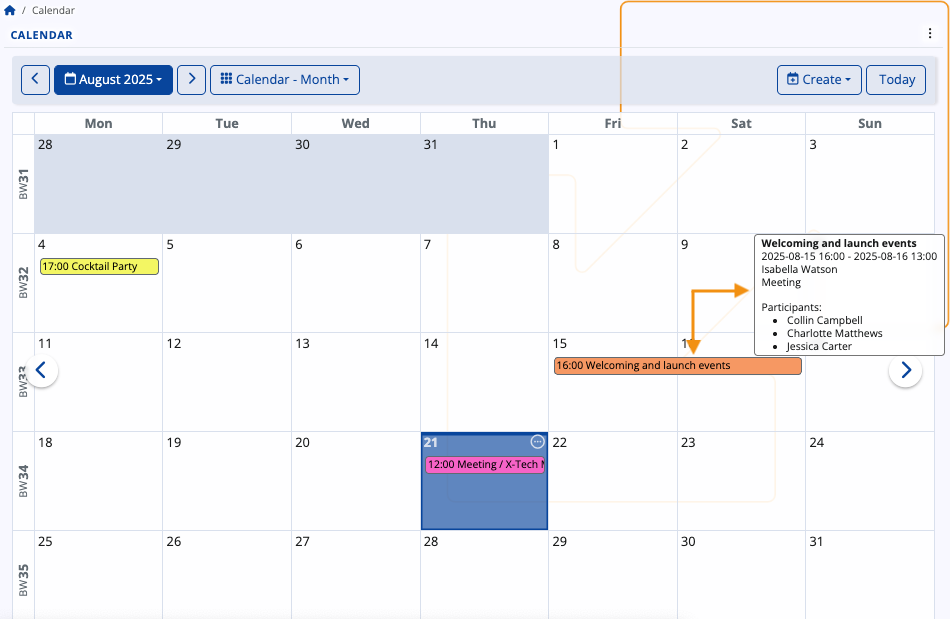 / Calendar
CALENDAR
August 2025
Calendar - Month
Create
Today
Mon Tue Wed Thu Fri Sat Sun
BW31
28 29 30 31 1 2 3
BW32
4 5 6 7 8 9
17:00 Cocktail Party
Welcoming and launch events
2025-08-15 16:00 - 2025-08-16 13:00
Isabella Watson
Meeting
Participants:
Collin Campbell
Charlotte Matthews
Jessica Carter
BW33
11 12 13 14 15
16:00 Welcoming and launch events
BW34
18 19 20 21 22 23 24
12:00 Meeting / X-Tech
BW35
25 26 27 28 29 30 31